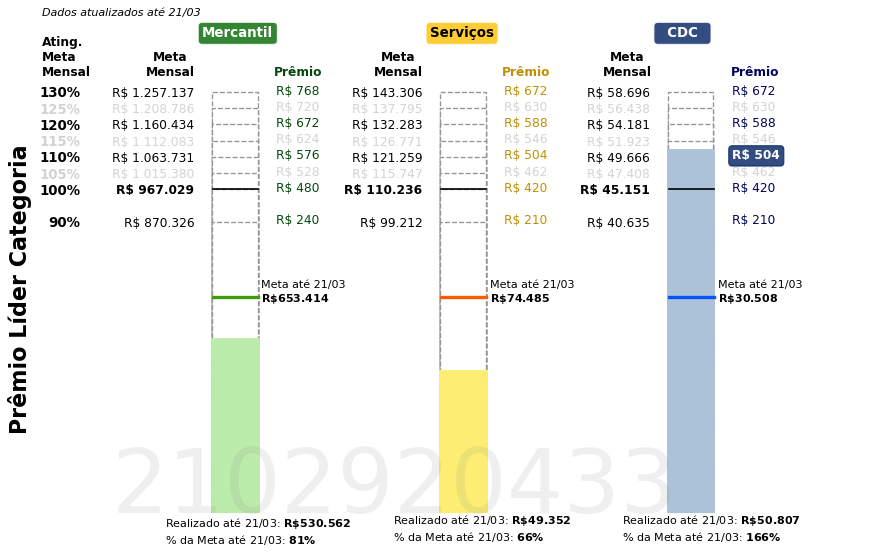 Dados atualizados até 21/03
Mercantil Serviços CDC
Ating. Meta Mensal Meta Mensal Prêmio Meta Mensal Prêmio Meta Mensal Prêmio
130% R$ 1.257.137 R$ 768 R$ 143.306 R$ 672 R$ 58.696 R$ 672
125% R$ 1.208.786 R$ 720 R$ 137.795 R$ 630 R$ 56.438 R$ 630
120% R$ 1.160.434 R$ 672 R$ 132.283 R$ 588 R$ 54.181 R$ 588
115% R$ 1.112.083 R$ 624 R$ 126.771 R$ 546 R$ 51.923 R$ 546
110% R$ 1.063.731 R$ 576 R$ 121.259 R$ 504 R$ 49.666 R$ 504
105% R$ 1.015.380 R$ 528 R$ 115.747 R$ 462 R$ 47.408 R$ 462
100% R$ 967.029 R$ 480 R$ 110.236 R$ 420 R$ 45.151 R$ 420
90% R$ 870.326 R$ 240 R$ 99.212 R$ 210 R$ 40.635 R$ 210
Meta até 21/03 Meta até 21/03 Meta até 21/03
R$653.414 R$74.485 R$30.508
Prêmio Líder Categoria
2102920433
Realizado até 21/03: R$530.562 Realizado até 21/03: R$49.352 Realizado até 21/03: R$50.807
% da Meta até 21/03: 81% % da Meta até 21/03: 66% % da Meta até 21/03: 166%